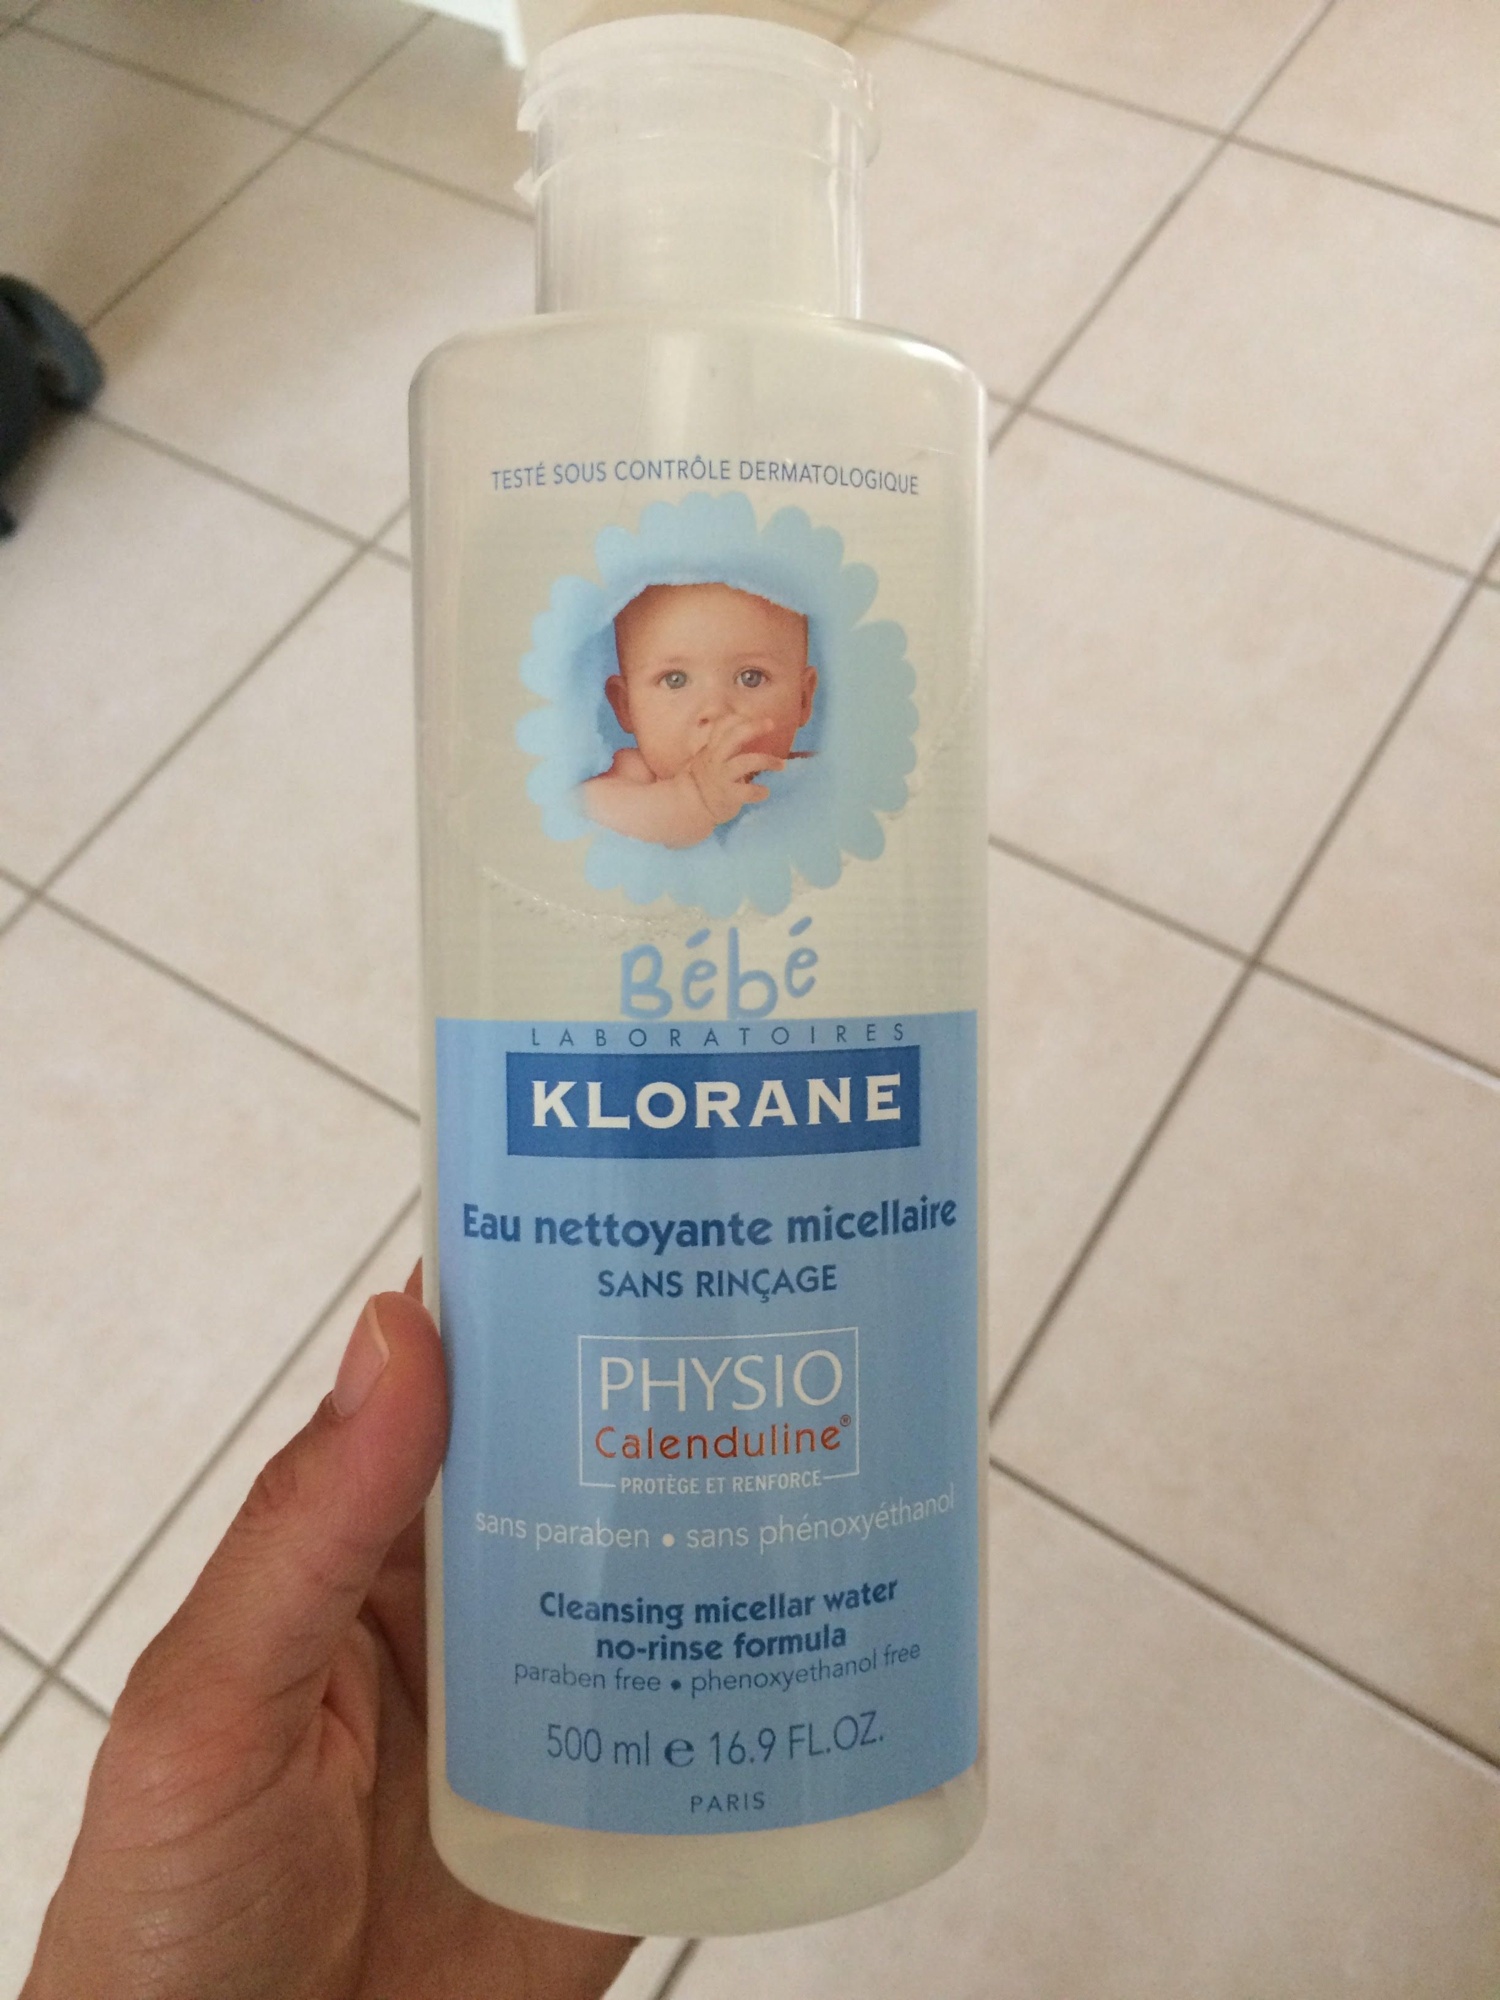 TESTÉ SOUS CONTRÔLE DERMATOLOGIQUE
Bébé
LABORATOIRES
KLORANE
Eau nettoyante micellaire
SANS RINÇAGE
PHYSIO
Calenduline®
PROTÈGE ET RENFORCE
sans paraben • sans phénoxyéthanol
Cleansing micellar water
no-rinse formula
paraben free • phenoxyethanol free
500 ml e 16.9 FL.OZ.
PARIS